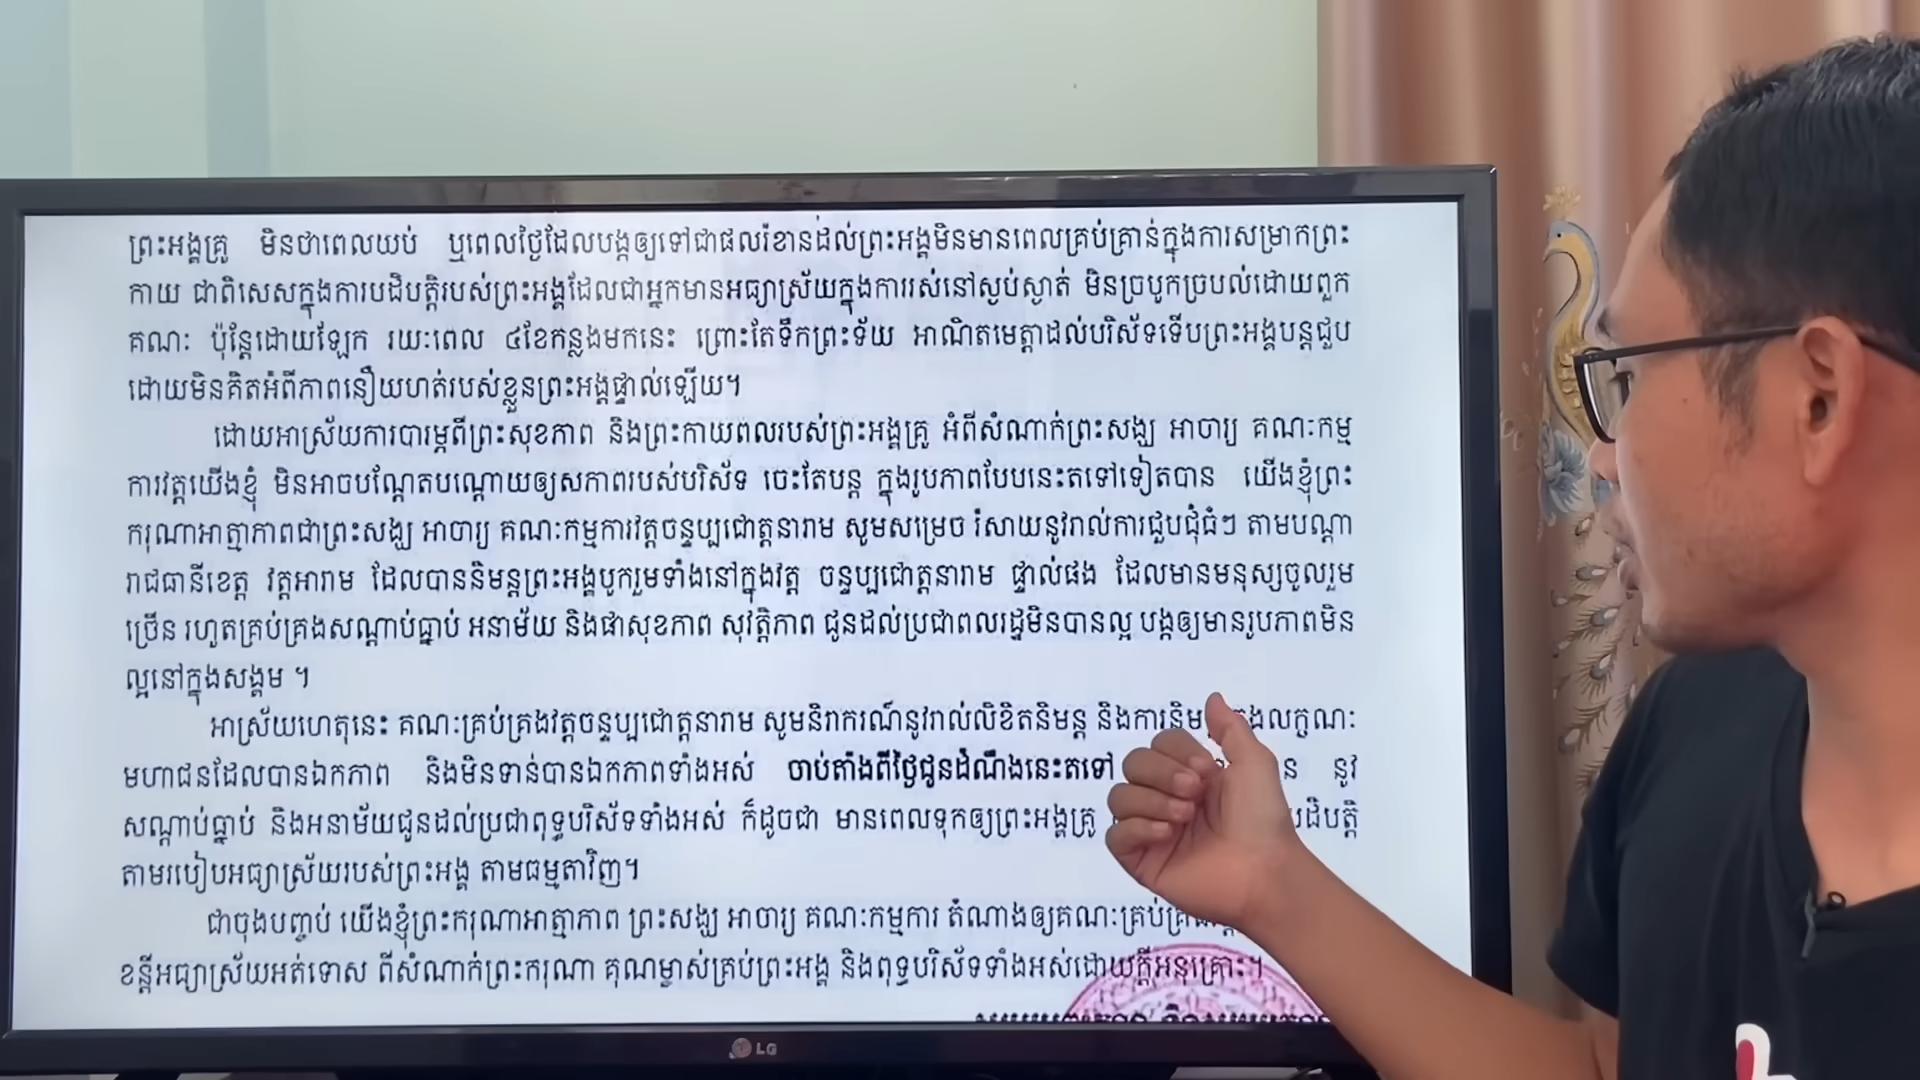 ព្រះអង្គគ្រូ មិនថាពេលយប់ ឬពេលថ្ងៃដែលបង្កឲ្យទៅជាផលរំខានដ់ល់ព្រះអង្គមិនមានពេលគ្រប់គ្រាន់ក្នុងការសម្រាកព្រះ
កាយ ជាពិសេសក្នុងការបដិបត្តិរបស់ព្រះអង្គដែលជាអ្នកមានអធ្យាស្រ័យក្នុងការរស់នៅស្ងប់ស្ងាត់ មិនច្របូកច្របល់ដោយពួក
គណៈ ប៉ុន្តែដោយឡែក រយៈពេល ៤ខែកន្លងមកនេះ ព្រោះតែទឹកព្រះទ័យ អាណិតមេត្តាដល់បរិស័ទទើបព្រះអង្គបន្តជួប
ដោយមិនគិតអំពីភាពនឿយហត់របស់ខ្លួនព្រះអង្គផ្ទាល់ឡើយ។
ដោយអាស្រ័យការបារម្ភពីព្រះសុខភាព និងព្រះកាយពលរបស់ព្រះអង្គគ្រូ អំពីសំណាក់ព្រះសង្ឃ អាចារ្យ គណៈកម្ម
ការវត្តយើងខ្ញុំ មិនអាចបណ្តែតបណ្តោយឲ្យសភាពរបស់បរិស័ទ ចេះតែបន្ត ក្នុងរូបភាពបែបនេះតទៅទៀតបាន យើងខ្ញុំព្រះ
ករុណាអាត្មាភាពជាព្រះសង្ឃ អាចារ្យ គណៈកម្មការវត្តចន្ទប្បជោត្តនារាម សូមសម្រេច រំសាយនូវរាល់ការជួបជុំធំៗ តាមបណ្តា
រាជធានីខេត្ត វត្តអារាម ដែលបាននិមន្តព្រះអង្គបូករួមទាំងនៅក្នុងវត្ត ចន្ទប្បជោត្តនារាម ផ្ទាល់ផង ដែលមានមនុស្សចូលរួម
ច្រើន រហូតគ្រប់គ្រងសណ្តាប់ធ្នាប់ អនាម័យ និងផាសុខភាព សុវត្តិភាព ជូនដល់ប្រជាពលរដ្ឋមិនបានល្អ បង្កឲ្យមានរូបភាពមិន
ល្អនៅក្នុងសង្គម ។
អាស្រ័យហេតុនេះ គណៈគ្រប់គ្រងវត្តចន្ទប្បជោត្តនារាម សូមនិរាករណ៍នូវរាល់លិខិតនិមន្ត និងការនិម លក្ខណៈ
មហាជនដែលបានឯកភាព និងមិនទាន់បានឯកភាពទាំងអស់ ចាប់តាំងពីថ្ងៃជូនដំណឹងនេះតទៅ នូវ
សណ្តាប់ធ្នាប់ និងអនាម័យជូនដល់ប្រជាពុទ្ធបរិស័ទទាំងអស់ ក៏ដូចជា មានពេលទុកឲ្យព្រះអង្គគ្រូ បដិបត្តិ
តាមរបៀបអធ្យាស្រ័យរបស់ព្រះអង្គ តាមធម្មតាវិញ។
ជាចុងបញ្ចប់ យើងខ្ញុំព្រះករុណាអាត្មាភាព ព្រះសង្ឃ អាចារ្យ គណៈកម្មការ តំណាងឲ្យគណៈគ្រប់គ្រងវត្ត
ខន្តីអធ្យាស្រ័យអត់ទោស ពីសំណាក់ព្រះករុណា គុណម្ចាស់គ្រប់ព្រះអង្គ និងពុទ្ធបរិស័ទទាំងអស់ដោយក្តីអនុគ្រោះ។
LG